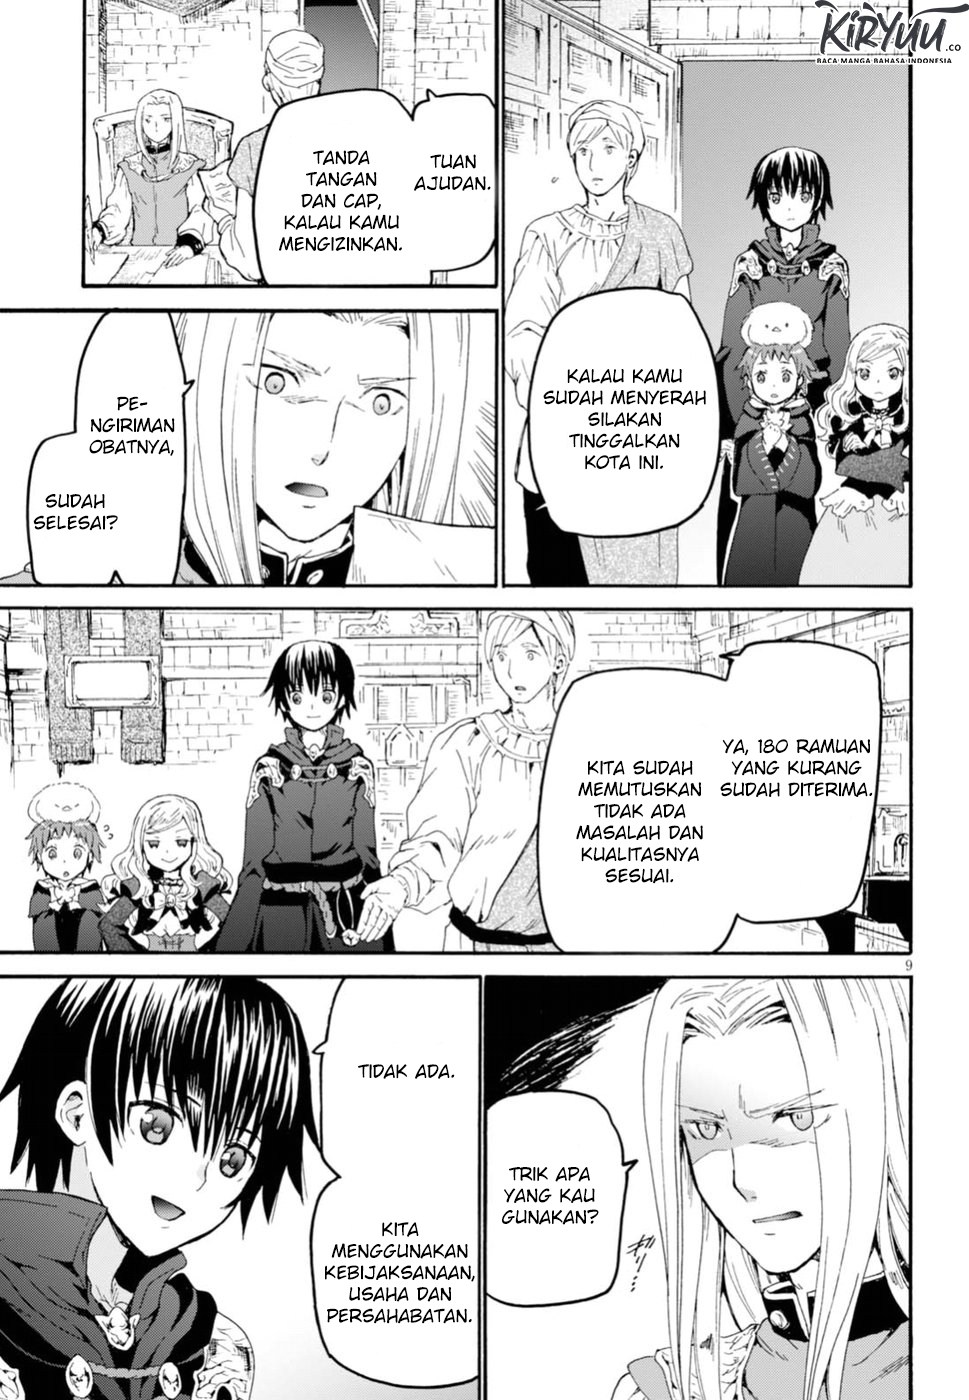 KiRYUU.co
BACA MANGA BAHASA INDONESIA
KALAU KAMU
SUDAH MENYERAH
SILAKAN
TINGGALKAN
KOTA INI.
TUAN
AJUDAN.
TANDA
TANGAN
DAN CAP,
KALAU KAMU
MENGIZINKAN.
PE-
NGIRIMAN
OBATNYA,
SUDAH
SELESAI?
YA, 180 RAMUAN
YANG KURANG
SUDAH DITERIMA.
KITA SUDAH
MEMUTUSKAN
TIDAK ADA
MASALAH DAN
KUALITASNYA
SESUAI.
9
TRIK APA
YANG KAU
GUNAKAN?
TIDAK ADA.
KITA
MENGGUNAKAN
KEBIJAKSANAAN,
USAHA DAN
PERSAHABATAN.